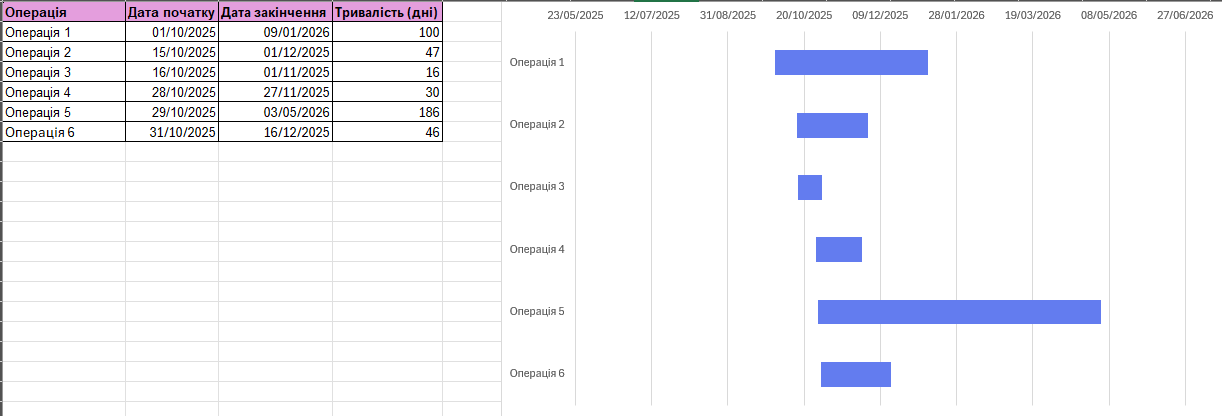 Операція Дата початку Дата закінчення Тривалість (дні)
Операція 1 01/10/2025 09/01/2026 100
Операція 2 15/10/2025 01/12/2025 47
Операція 3 16/10/2025 01/11/2025 16
Операція 4 28/10/2025 27/11/2025 30
Операція 5 29/10/2025 03/05/2026 186
Операція 6 31/10/2025 16/12/2025 46
23/05/2025 12/07/2025 31/08/2025 20/10/2025 09/12/2025 28/01/2026 19/03/2026 08/05/2026 27/06/2026
Операція 1
Операція 2
Операція 3
Операція 4
Операція 5
Операція 6